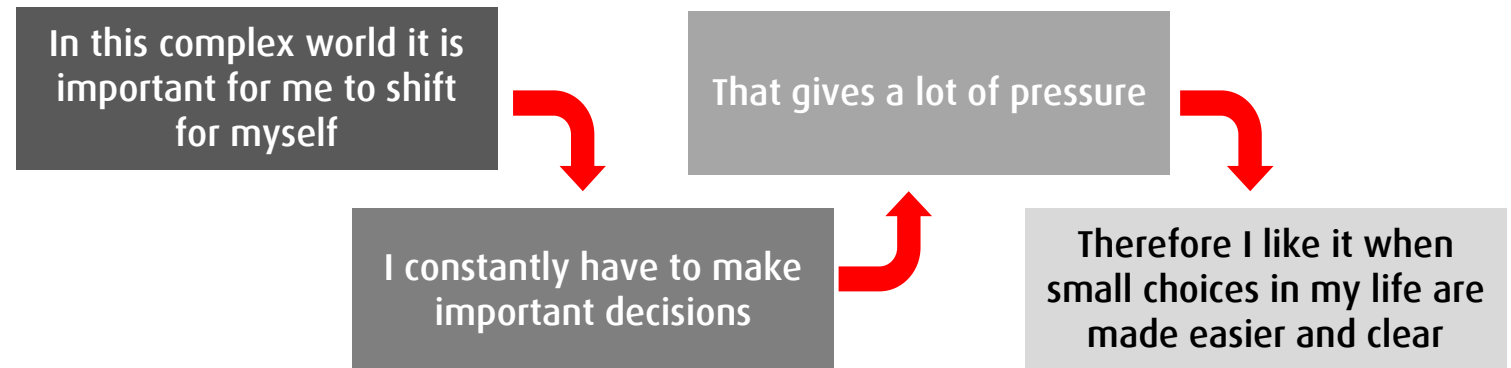 In this complex world it is
important for me to shift
for myself
I constantly have to make
important decisions
That gives a lot of pressure
Therefore I like it when
small choices in my life are
made easier and clear